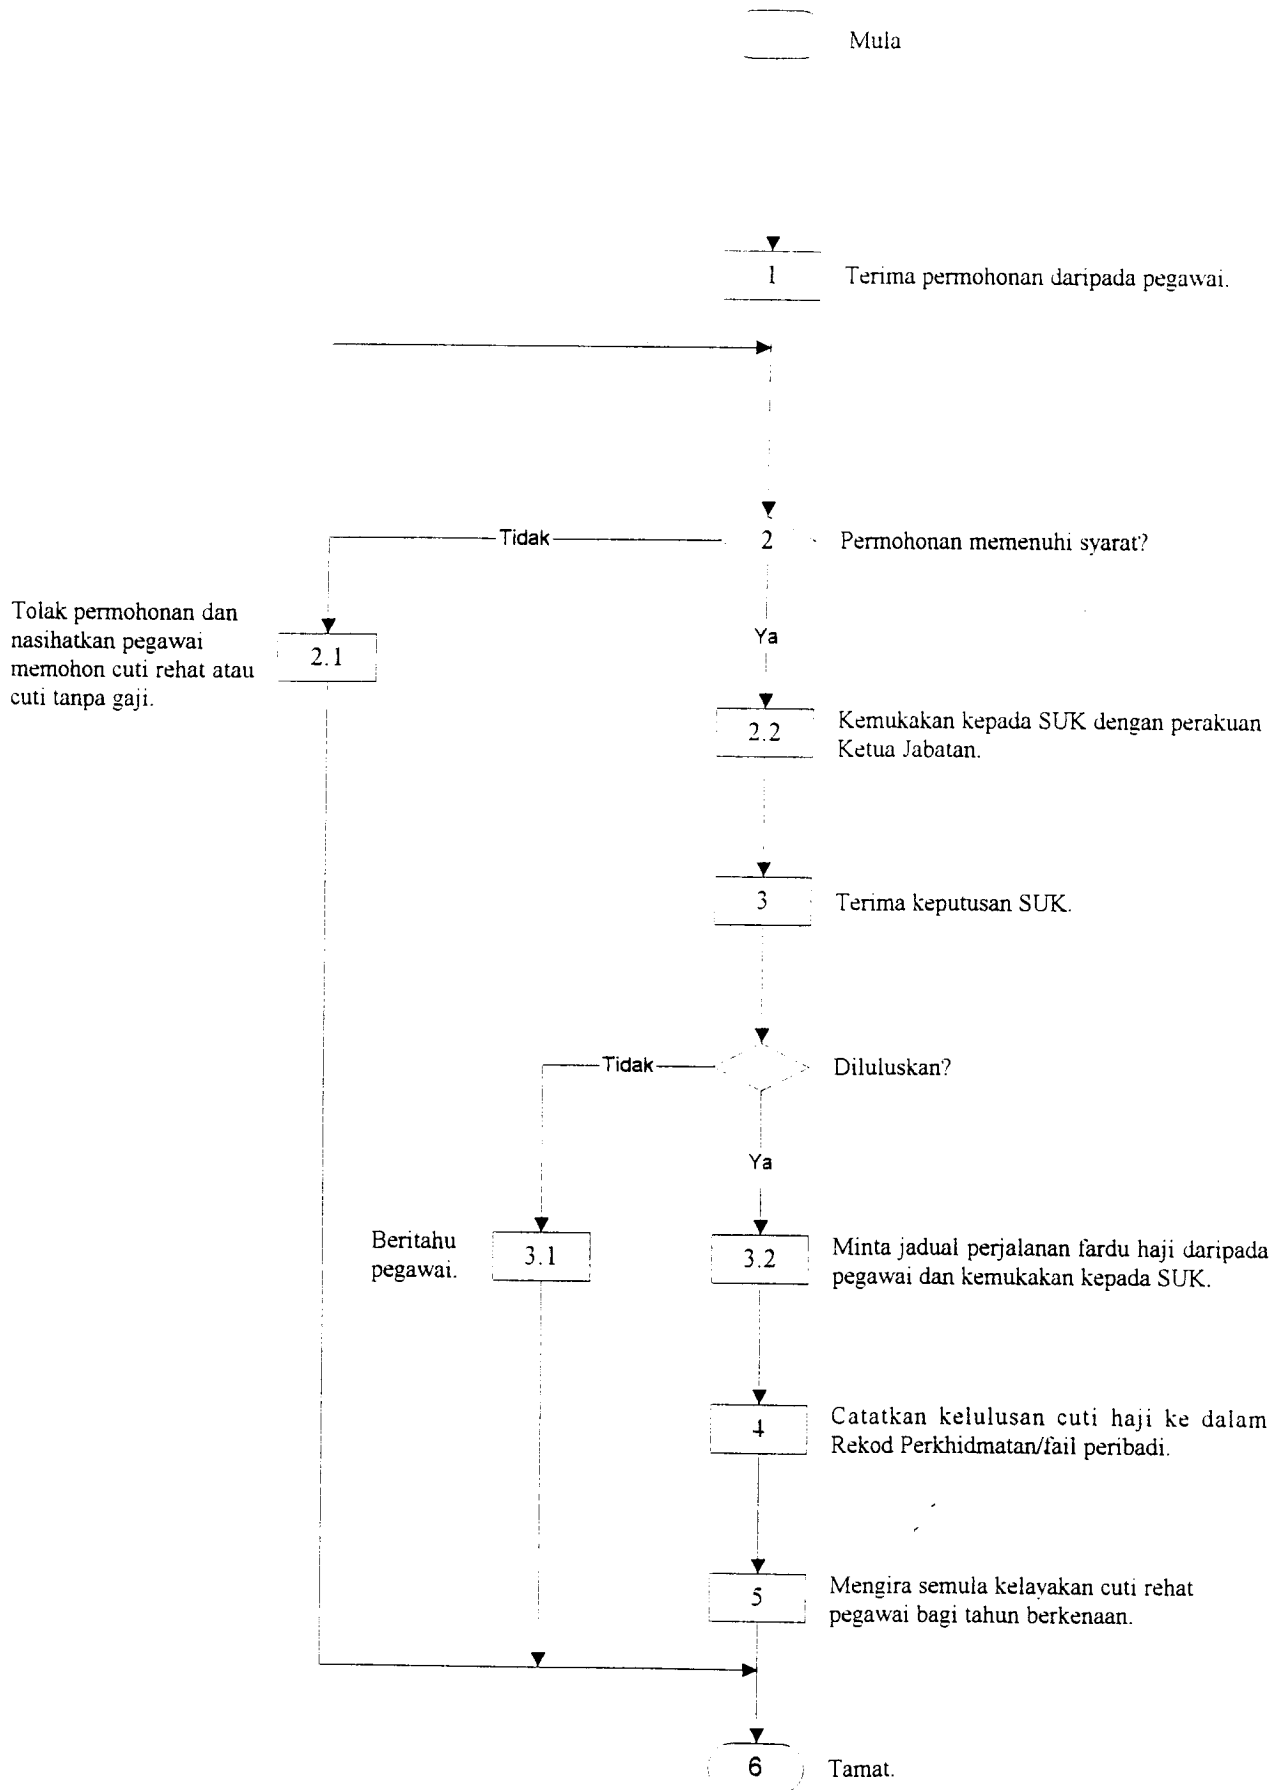 Mula
1
Terima permohonan daripada pegawai.
Tidak
2
Permohonan memenuhi syarat?
Tolak permohonan dan
nasihatkan pegawai
memohon cuti rehat atau
cuti tanpa gaji.
2.1
Ya
2.2
Kemukakan kepada SUK dengan perakuan
Ketua Jabatan.
3
Terima keputusan SUK.
Tidak
Diluluskan?
Ya
Beritahu
pegawai.
3.1
3.2
Minta jadual perjalanan fardu haji daripada
pegawai dan kemukakan kepada SUK.
4
Catatkan kelulusan cuti haji ke dalam
Rekod Perkhidmatan/fail peribadi.
5
Mengira semula kelayakan cuti rehat
pegawai bagi tahun berkenaan.
6
Tamat.